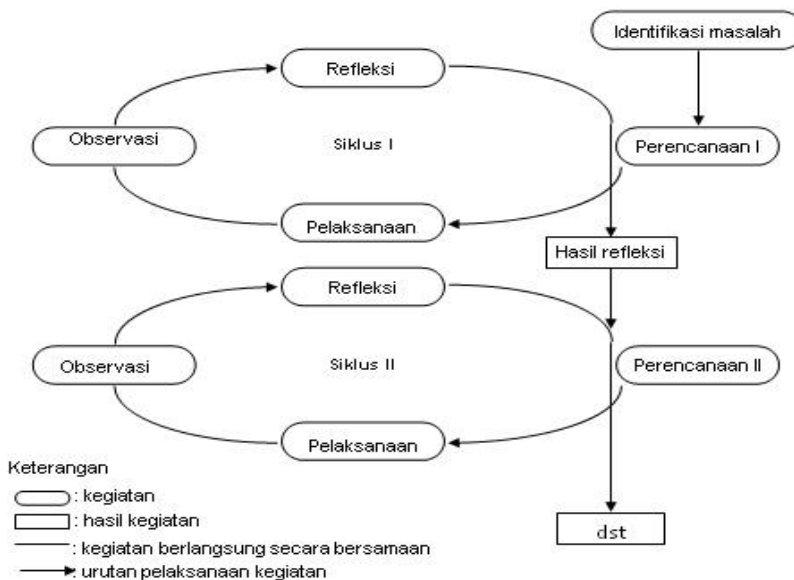 Identifikasi masalah
Refleksi
Observasi
Siklus I
Perencanaan I
Pelaksanaan
Hasil refleksi
Refleksi
Observasi
Siklus II
Perencanaan II
Pelaksanaan
Keterangan
: kegiatan
: hasil kegiatan
: kegiatan berlangsung secara bersamaan
: urutan pelaksanaan kegiatan
dst